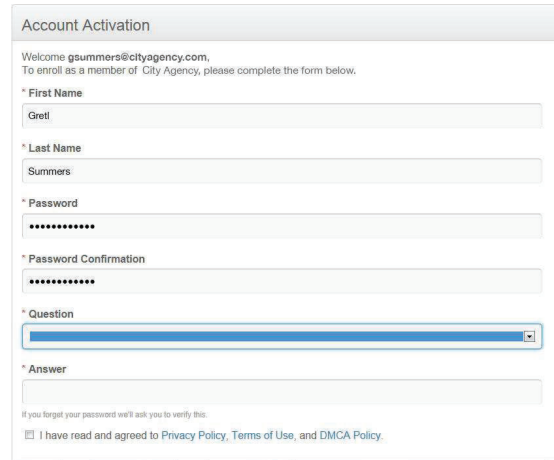 Account Activation
Welcome gsummers@cityagency.com,
To enroll as a member of City Agency, please complete the form below.
* First Name
Gretl
* Last Name
Summers
* Password
••••••••••••
* Password Confirmation
••••••••••••
* Question
* Answer
If you forget your password we'll ask you to verify this.
I have read and agreed to Privacy Policy, Terms of Use, and DMCA Policy.